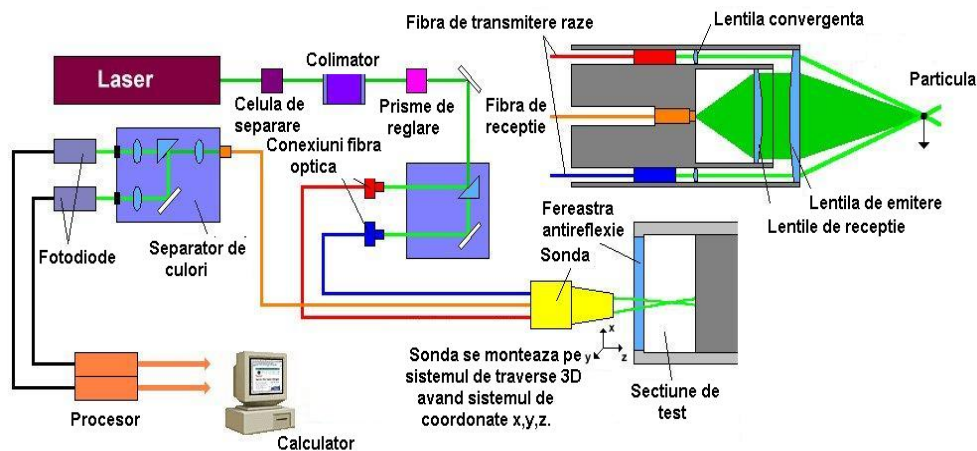 Laser
Celula de
separare
Colimator
Prisme de
reglare
Fibra de transmitere raze
Lentila convergenta
Particula
Fibra de
receptie
Lentila de emitere
Lentile de receptie
Conexiuni fibra
optica
Fotodiode
Separator de
culori
Fereastra
antireflexie
Sonda
x
y
z
Sonda se monteaza pe
sistemul de traverse 3D
avand sistemul de
coordonate x,y,z.
Sectiune de
test
Procesor
Calculator